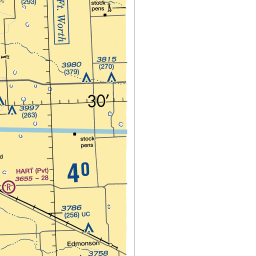 (293)
stock
pens
Ft. Worth
3980
(379)
3815
(270)
30'
3997
(263)
stock
pens
4⁰
HART (Pvt)
3655 - 28
R
3786
(256) UC
Edmonson
3758